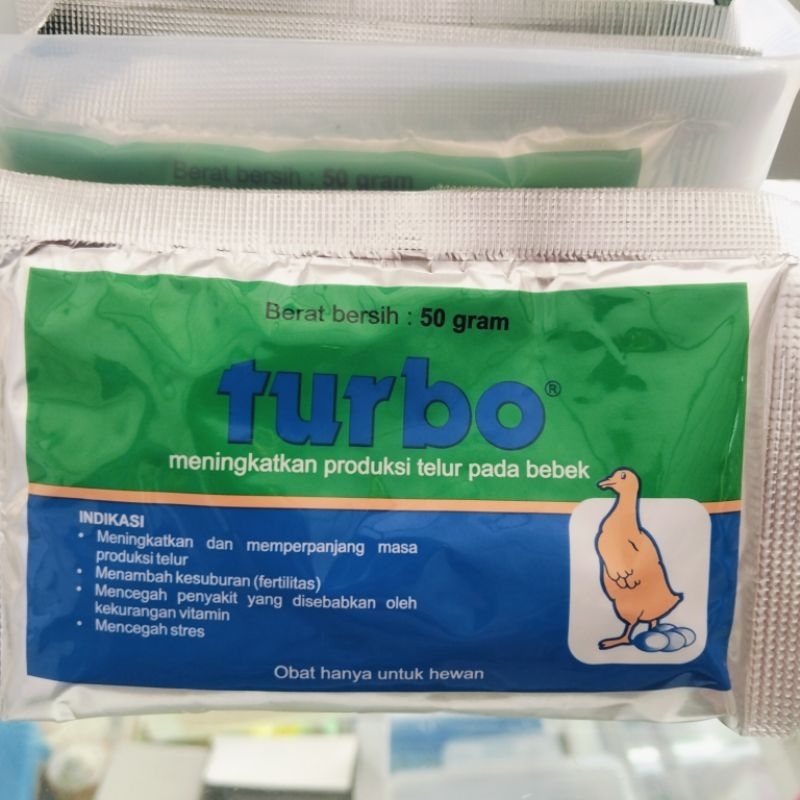 Berat bersih : 50 gram
Berat bersih : 50 gram
turbo®
meningkatkan produksi telur pada bebek
INDIKASI
• Meningkatkan dan memperpanjang masa
produksi telur
• Menambah kesuburan (fertilitas)
• Mencegah penyakit yang disebabkan oleh
kekurangan vitamin
• Mencegah stres
Obat hanya untuk hewan